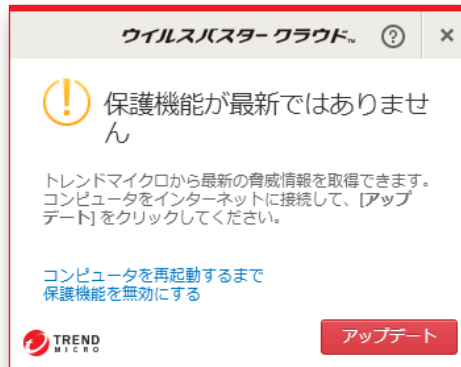 ウイルスバスター クラウド™
保護機能が最新ではありませ
ん
トレンドマイクロから最新の脅威情報を取得できます。
コンピュータをインターネットに接続して、[アップ
デート] をクリックしてください。
コンピュータを再起動するまで
保護機能を無効にする
TREND
MICRO
アップデート